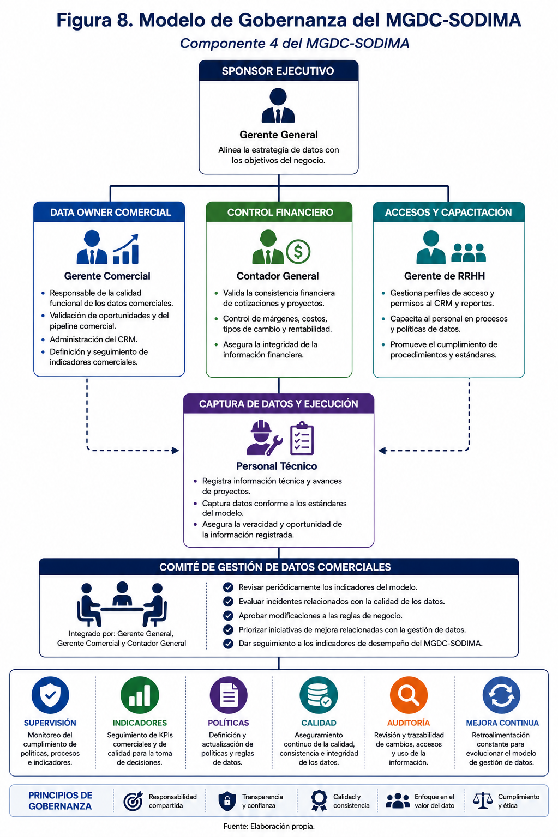 Figura 8. Modelo de Gobernanza del MGDC-SODIMA
Componente 4 del MGDC-SODIMA
SPONSOR EJECUTIVO
Gerente General
Alinea la estrategia de datos con
los objetivos del negocio.
DATA OWNER COMERCIAL
Gerente Comercial
• Responsable de la calidad
funcional de los datos comerciales.
• Validación de oportunidades y del
pipeline comercial.
• Administración del CRM.
• Definición y seguimiento de
indicadores comerciales.
CONTROL FINANCIERO
$
Contador General
• Valida la consistencia financiera
de cotizaciones y proyectos.
• Control de márgenes, costos,
tipos de cambio y rentabilidad.
• Asegura la integridad de la
información financiera.
ACCESOS Y CAPACITACIÓN
Gerente de RRHH
• Gestiona perfiles de acceso y
permisos al CRM y reportes.
• Capacita al personal en procesos
y políticas de datos.
• Promueve el cumplimiento de
procedimientos y estándares.
CAPTURA DE DATOS Y EJECUCIÓN
Personal Técnico
• Registra información técnica y avances
de proyectos.
• Captura datos conforme a los estándares
del modelo.
• Asegura la veracidad y oportunidad de
la información registrada.
COMITÉ DE GESTIÓN DE DATOS COMERCIALES
Integrado por: Gerente General,
Gerente Comercial y Contador General
Revisar periódicamente los indicadores del modelo.
Evaluar incidentes relacionados con la calidad de los datos.
Aprobar modificaciones a las reglas de negocio.
Priorizar iniciativas de mejora relacionadas con la gestión de datos.
Dar seguimiento a los indicadores de desempeño del MGDC-SODIMA.
SUPERVISIÓN
Monitoreo del
cumplimiento de
políticas, procesos
e indicadores.
INDICADORES
Seguimiento de KPIs
comerciales y de
calidad para la toma
de decisiones.
POLÍTICAS
Definición y
actualización de
políticas y reglas
de datos.
CALIDAD
Aseguramiento
continuo de la calidad,
consistencia e integridad
de los datos.
AUDITORÍA
Revisión y trazabilidad
de cambios, accesos
y uso de la
información.
MEJORA CONTINUA
Retroalimentación
constante para
evolucionar el modelo
de gestión de datos.
PRINCIPIOS DE
GOBERNANZA
Responsabilidad
compartida
Transparencia
y confianza
Calidad y
consistencia
Enfoque en el
valor del dato
Cumplimiento
y ética
Fuente: Elaboración propia.